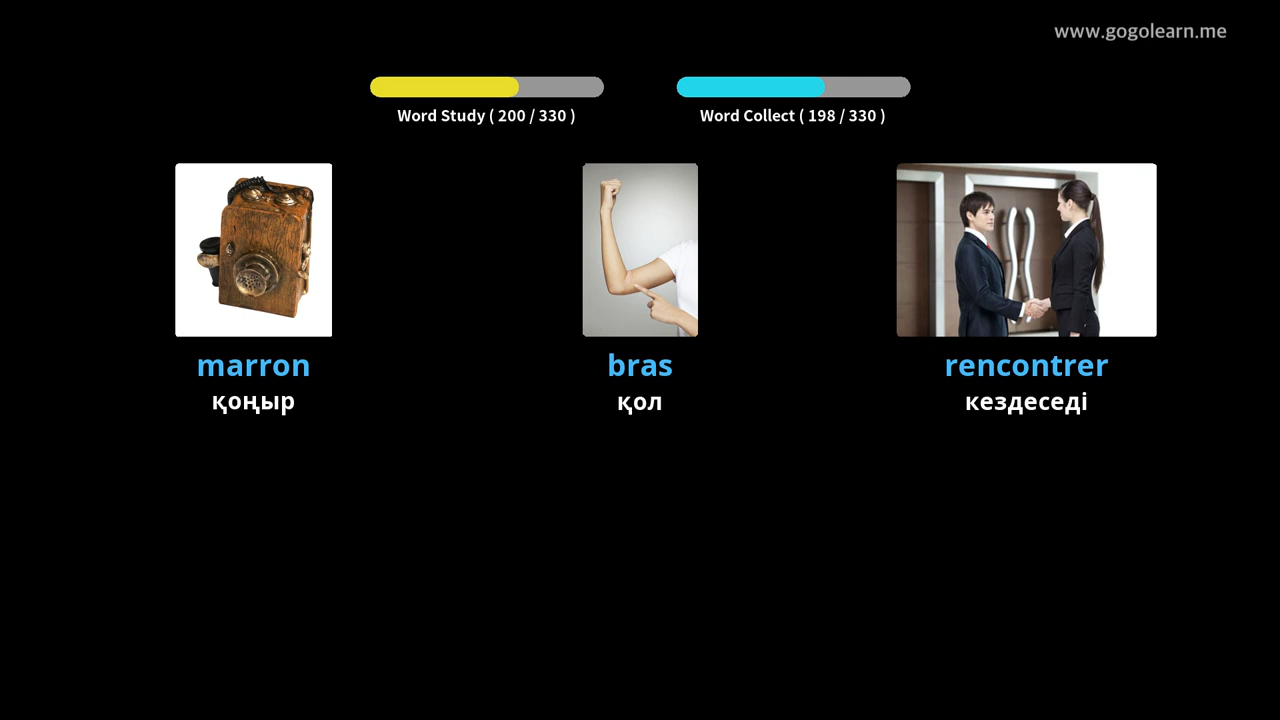 www.gogolearn.me
Word Study ( 200 / 330 )
Word Collect ( 198 / 330 )
marron
қоңыр
bras
қол
rencontrer
кездеседі